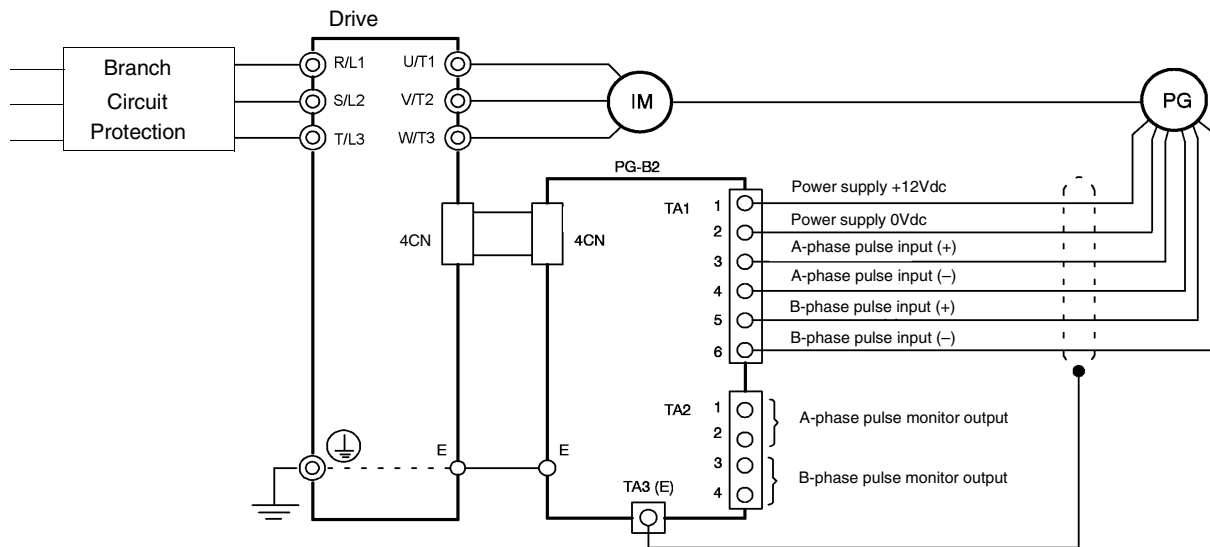 Drive
Branch
Circuit
Protection
R/L1
S/L2
T/L3
U/T1
V/T2
W/T3
IM
PG
PG-B2
4CN
4CN
TA1
1 Power supply +12Vdc
2 Power supply 0Vdc
3 A-phase pulse input (+)
4 A-phase pulse input (–)
5 B-phase pulse input (+)
6 B-phase pulse input (–)
TA2
1
2
A-phase pulse monitor output
3
4
B-phase pulse monitor output
E
E
TA3 (E)